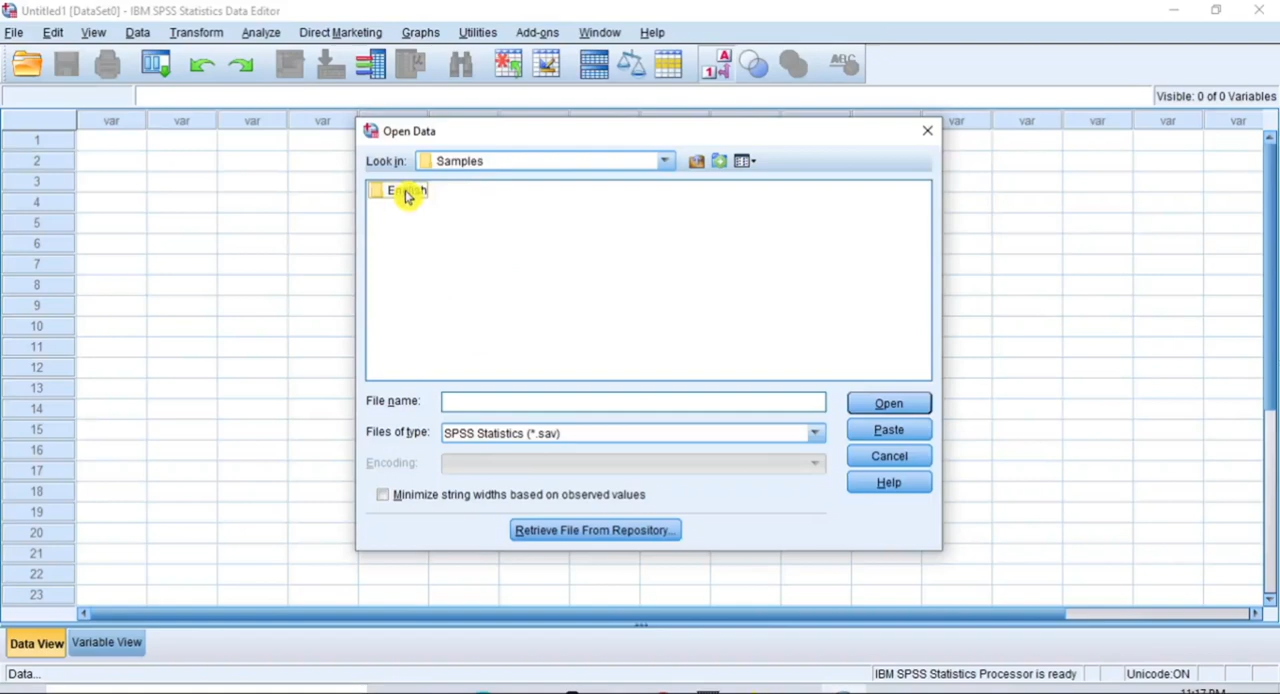 Untitled1 [DataSet0] - IBM SPSS Statistics Data Editor
File Edit View Data Transform Analyze Direct Marketing Graphs Utilities Add-ons Window Help
Visible: 0 of 0 Variables
var var var var var var var var
Open Data
Look in: Samples
English
File name:
Files of type: SPSS Statistics (*.sav)
Encoding:
Minimize string widths based on observed values
Retrieve File From Repository...
Open
Paste
Cancel
Help
1
2
3
4
5
6
7
8
9
10
11
12
13
14
15
16
17
18
19
20
21
22
23
Data View Variable View
Data... IBM SPSS Statistics Processor is ready Unicode:ON
11:17 PM